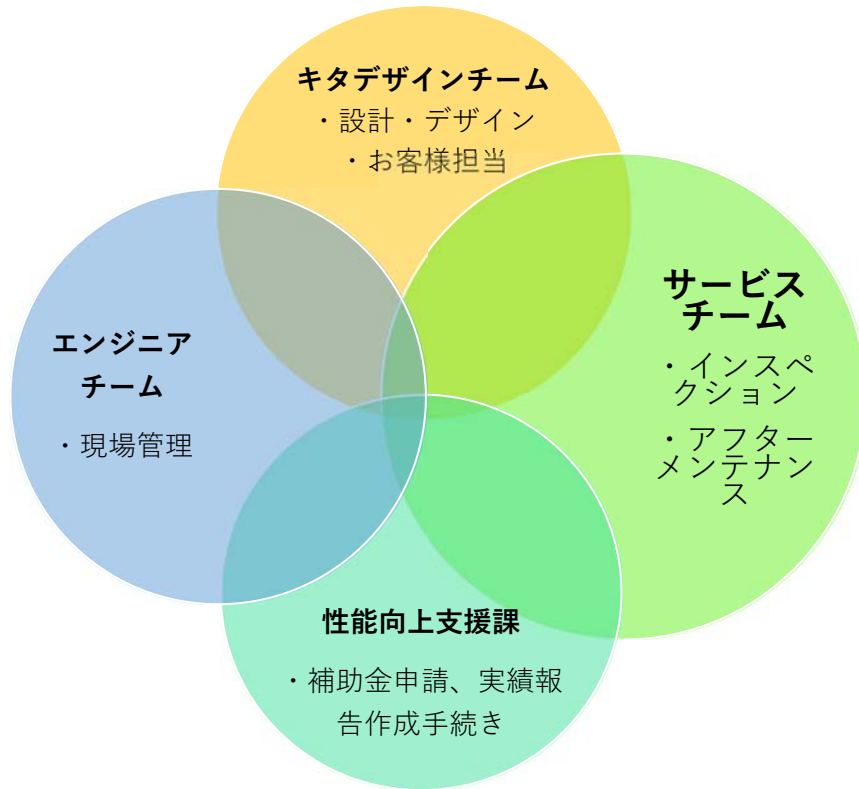 キタデザインチーム
・設計・デザイン
・お客様担当
サービス
チーム
・インスペ
クション
・アフター
メンテナン
ス
エンジニア
チーム
・現場管理
性能向上支援課
・補助金申請、実績報
告作成手続き